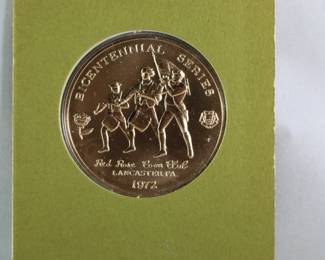 BICENTENNIAL SERIES
Red Rose Coin Club
LANCASTER PA.
1972